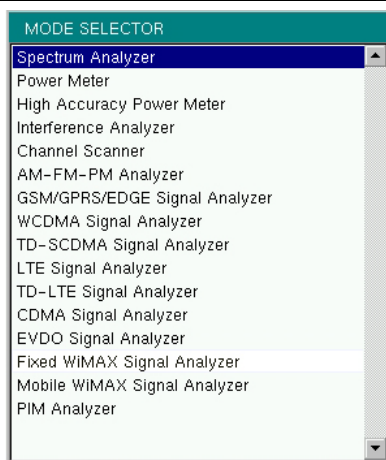 MODE SELECTOR
Spectrum Analyzer
Power Meter
High Accuracy Power Meter
Interference Analyzer
Channel Scanner
AM-FM-PM Analyzer
GSM/GPRS/EDGE Signal Analyzer
WCDMA Signal Analyzer
TD-SCDMA Signal Analyzer
LTE Signal Analyzer
TD-LTE Signal Analyzer
CDMA Signal Analyzer
EVDO Signal Analyzer
Fixed WiMAX Signal Analyzer
Mobile WiMAX Signal Analyzer
PIM Analyzer